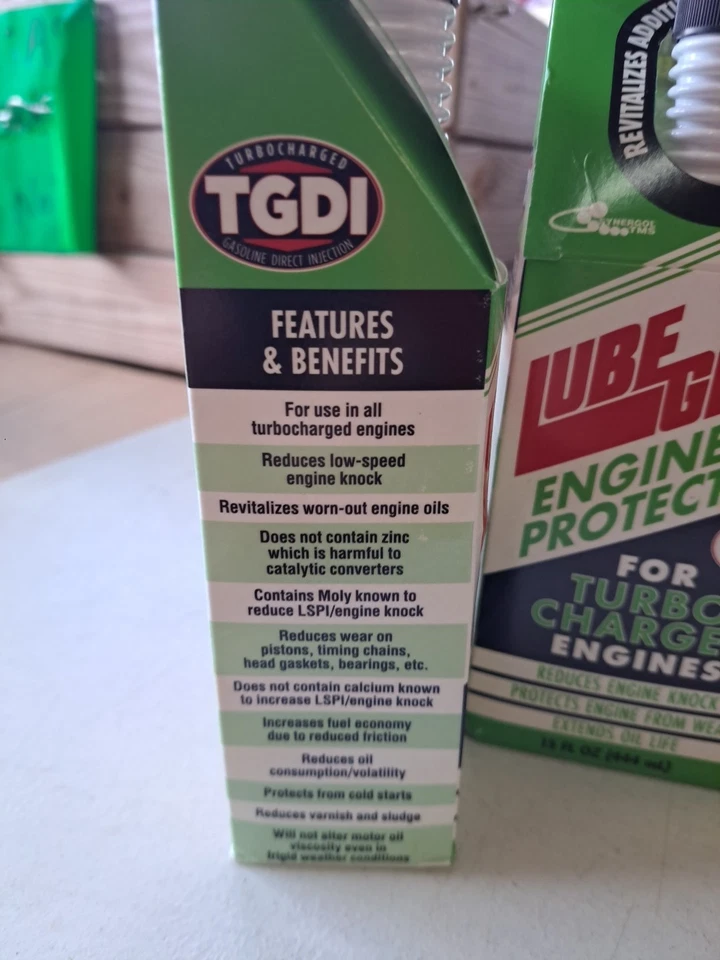 TURBOCHARGED
TGDI
GASOLINE DIRECT INJECTION
FEATURES
& BENEFITS
For use in all
turbocharged engines
Reduces low-speed
engine knock
Revitalizes worn-out engine oils
Does not contain zinc
which is harmful to
catalytic converters
Contains Moly known to
reduce LSPI/engine knock
Reduces wear on
pistons, timing chains,
head gaskets, bearings, etc.
Does not contain calcium known
to increase LSPI/engine knock
Increases fuel economy
due to reduced friction
Reduces oil
consumption/volatility
Protects from cold starts
Reduces varnish and sludge
Will not alter motor oil
viscosity even in
frigid weather conditions
REVITALIZES ADDITI
SYNERGOL
TMS
LUBE
G
ENGINE
PROTECT
FOR
TURBO
CHARGE
ENGINES
REDUCES ENGINE KNOCK
PROTECTS ENGINE FROM WEA
EXTENDS OIL LIFE
15 FL OZ (444 mL)